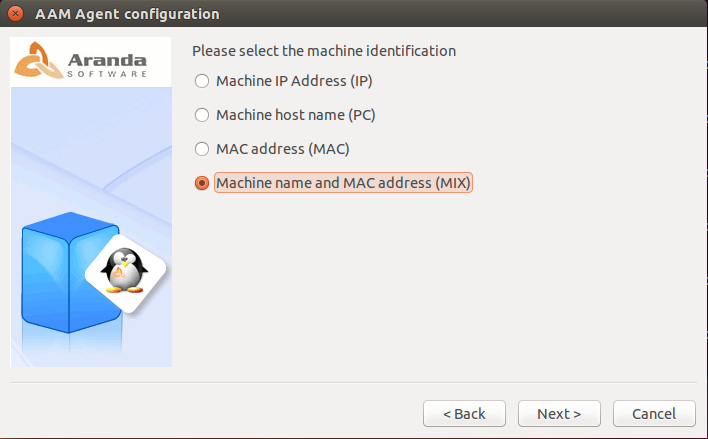 AAM Agent configuration
Aranda
SOFTWARE
Please select the machine identification
Machine IP Address (IP)
Machine host name (PC)
MAC address (MAC)
Machine name and MAC address (MIX)
< Back
Next >
Cancel